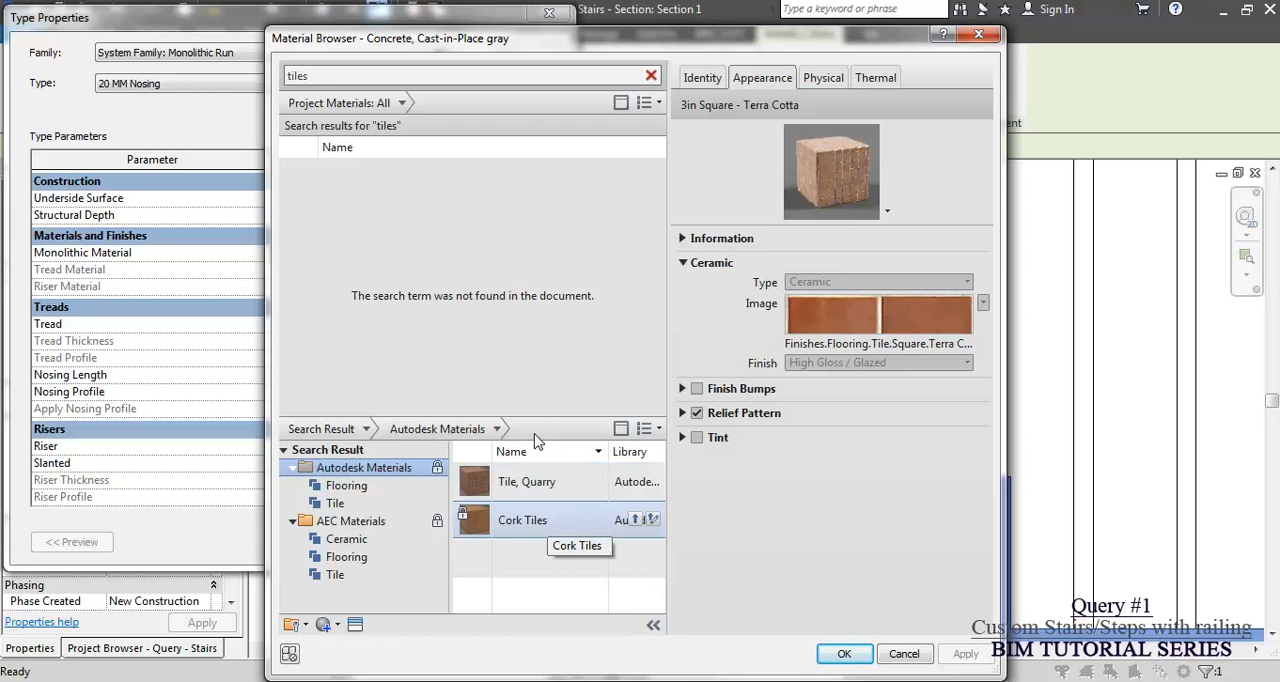 Type Properties
Stairs - Section: Section 1
Type a keyword or phrase
Sign In
Family:
System Family: Monolithic Run
Type:
20 MM Nosing
Type Parameters
Parameter
Construction
Underside Surface
Structural Depth
Materials and Finishes
Monolithic Material
Tread Material
Riser Material
Treads
Tread
Tread Thickness
Tread Profile
Nosing Length
Nosing Profile
Apply Nosing Profile
Risers
Riser
Slanted
Riser Thickness
Riser Profile
<< Preview
Phasing
Phase Created
New Construction
Properties help
Apply
Properties
Project Browser - Query - Stairs
Ready
Material Browser - Concrete, Cast-in-Place gray
tiles
Project Materials: All
Search results for "tiles"
Name
The search term was not found in the document.
Search Result
Autodesk Materials
Search Result
Autodesk Materials
Flooring
Tile
AEC Materials
Ceramic
Flooring
Tile
Name
Library
Tile, Quarry
Autode...
Cork Tiles
Au
Cork Tiles
Identity
Appearance
Physical
Thermal
3in Square - Terra Cotta
Information
Ceramic
Type
Ceramic
Image
Finishes.Flooring.Tile.Square.Terra C...
Finish
High Gloss / Glazed
Finish Bumps
Relief Pattern
Tint
OK
Cancel
Apply
ent
2D
Query #1
Custom Stairs/Steps with railing
BIM TUTORIAL SERIES
:1